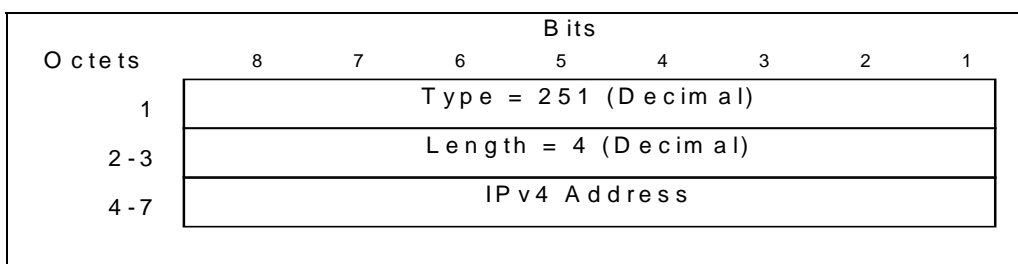 Bits
Octets 8 7 6 5 4 3 2 1
1 Type = 251 (Decimal)
2-3 Length = 4 (Decimal)
4-7 IPv4 Address